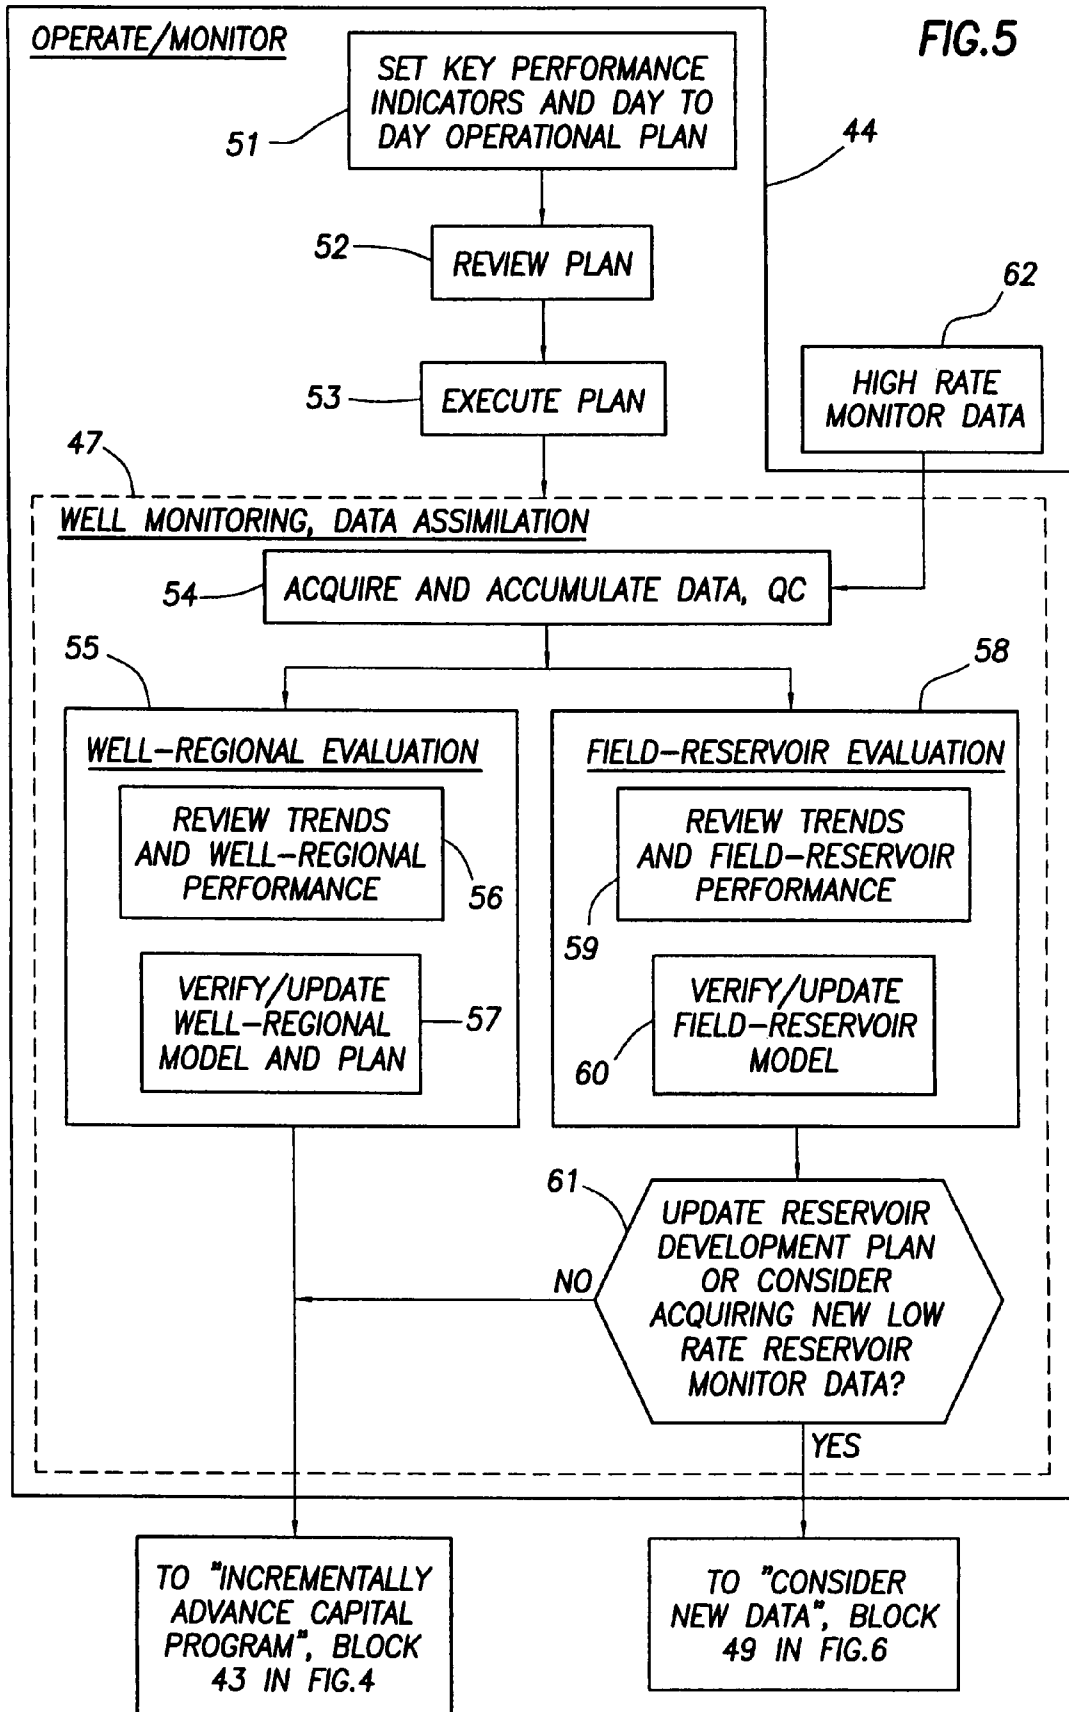 OPERATE/MONITOR
FIG.5
SET KEY PERFORMANCE
INDICATORS AND DAY TO
DAY OPERATIONAL PLAN
51
44
52
REVIEW PLAN
62
53
EXECUTE PLAN
HIGH RATE
MONITOR DATA
47
WELL MONITORING, DATA ASSIMILATION
54
ACQUIRE AND ACCUMULATE DATA, QC
55
58
WELL-REGIONAL EVALUATION
REVIEW TRENDS
AND WELL-REGIONAL
PERFORMANCE
56
VERIFY/UPDATE
WELL-REGIONAL
MODEL AND PLAN
57
FIELD-RESERVOIR EVALUATION
REVIEW TRENDS
AND FIELD-RESERVOIR
PERFORMANCE
59
VERIFY/UPDATE
FIELD-RESERVOIR
MODEL
60
61
UPDATE RESERVOIR
DEVELOPMENT PLAN
OR CONSIDER
ACQUIRING NEW LOW
RATE RESERVOIR
MONITOR DATA?
NO
YES
TO "INCREMENTALLY
ADVANCE CAPITAL
PROGRAM", BLOCK
43 IN FIG.4
TO "CONSIDER
NEW DATA", BLOCK
49 IN FIG.6